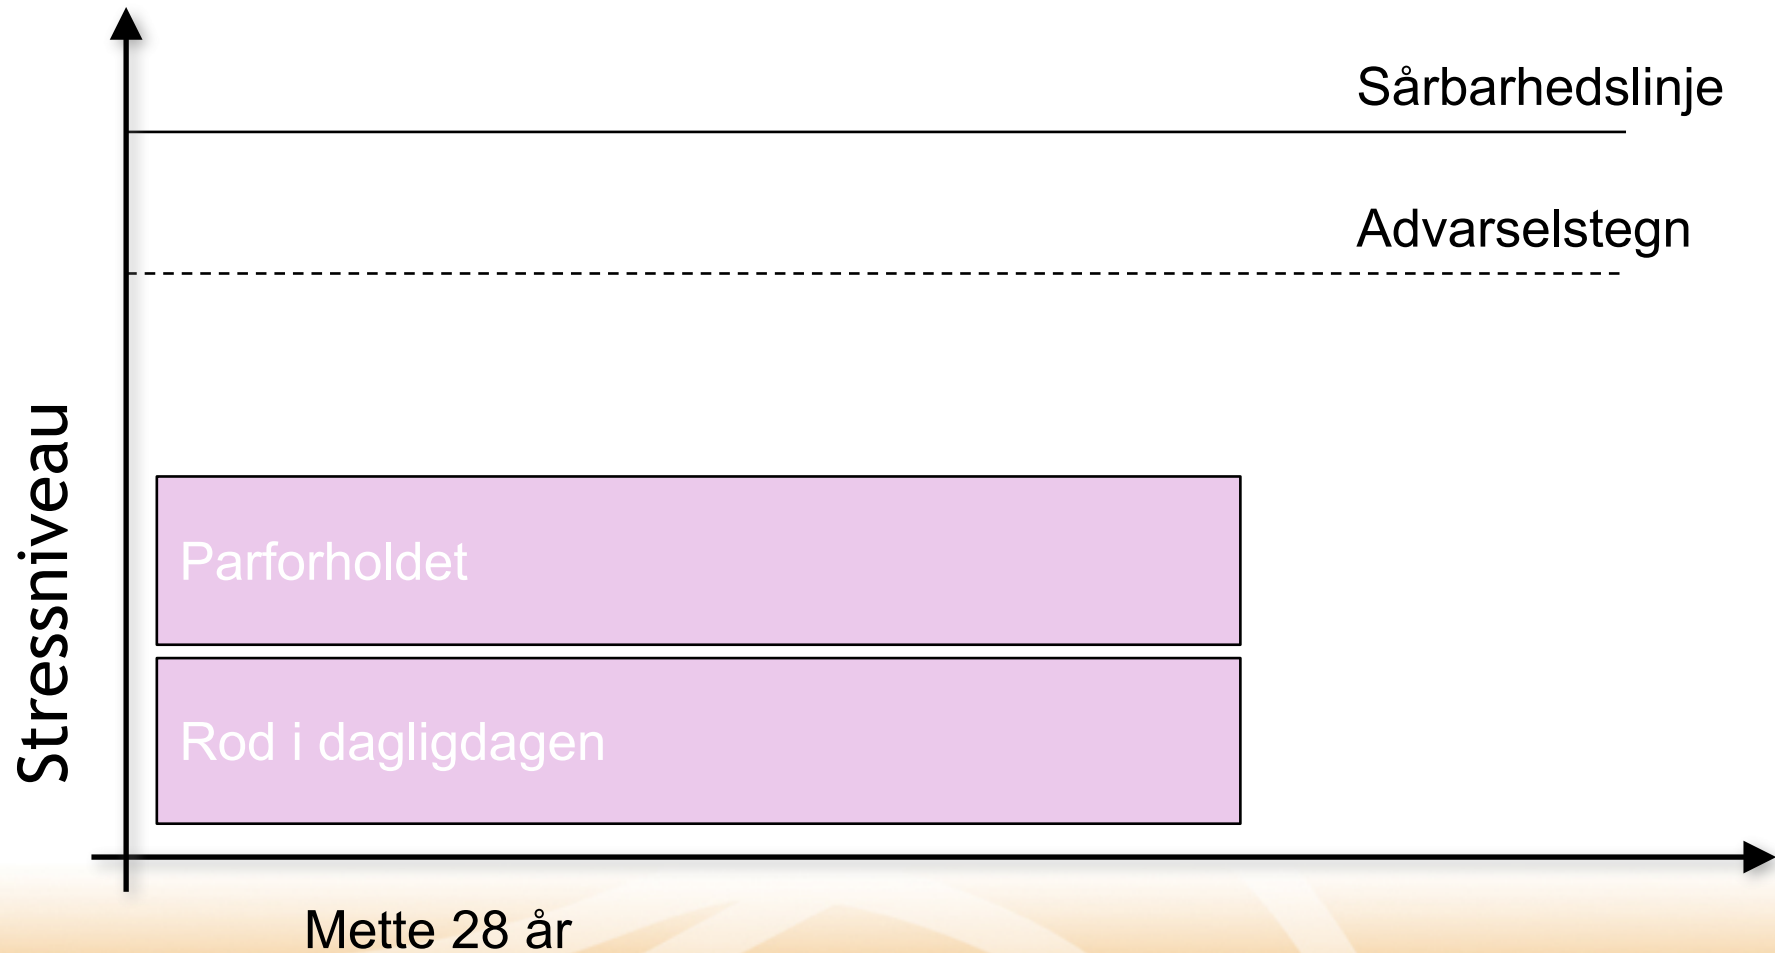 Sårbarhedslinje
Advarselstegn
Stressniveau
Parforholdet
Rod i dagligdagen
Mette 28 år